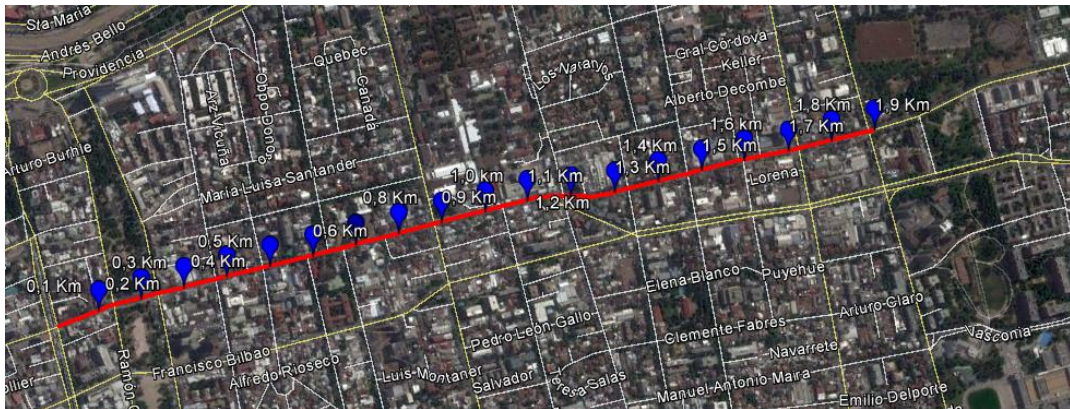 Sta Maria
Andrés Bello
Providencia
Quebec
Gral Córdova
Keller
Los Naranjos
Obpo Donoso
Canadá
Alberto Decombe
Arz Vicuña
1,8 Km
1,9 Km
1,6 Km
1,7 Km
Arturo Burhle
1,4 Km
1,5 Km
María Luisa Santander
1,0 km
1,1 Km
1,3 Km
Lorena
0,8 Km
0,9 Km
1,2 Km
0,6 Km
0,5 Km
0,3 Km
0,4 Km
0,1 Km
0,2 Km
Elena Blanco
Puyehue
Arturo Claro
Pedro León Gallo
Clemente Fabres
Vasconia
Ramón C
Francisco Bilbao
Navarrete
ollier
Alfredo Rioseco
Luis Montaner
Salvador
Teresa Salas
Manuel Antonio Maira
Emilio Delporte